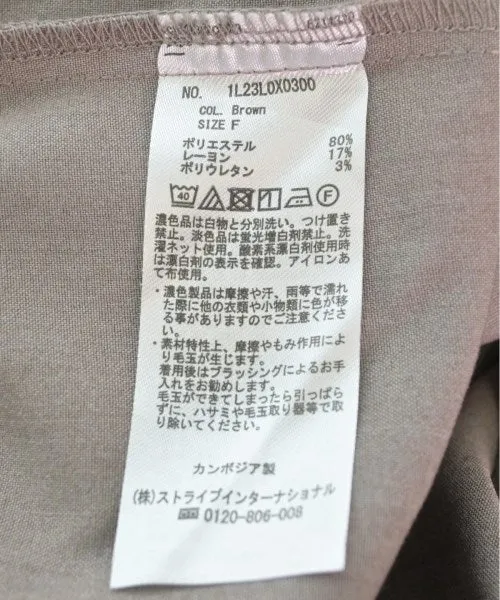 NO. 1L23L0X0300
COL. Brown
SIZE F
ポリエステル 80%
レーヨン 17%
ポリウレタン 3%
40 F
濃色品は白物と分別洗い。つけ置き
禁止。淡色品は蛍光増白剤禁止。洗
濯ネット使用。酸素系漂白剤使用時
は漂白剤の表示を確認。アイロンあ
て布使用。
・濃色製品は摩擦や汗、雨等で濡れ
た際に他の衣類や小物類に色が移
る事がありますのでご注意くださ
い。
・素材特性上、摩擦やもみ作用によ
り毛玉が生じます。
着用後はブラッシングによるお手
入れをお勧めします。
毛玉ができてしまったら引っぱら
ずに、ハサミや毛玉取り器等で取
り除いてください。
カンボジア製
(株)ストライプインターナショナル
0120-806-008